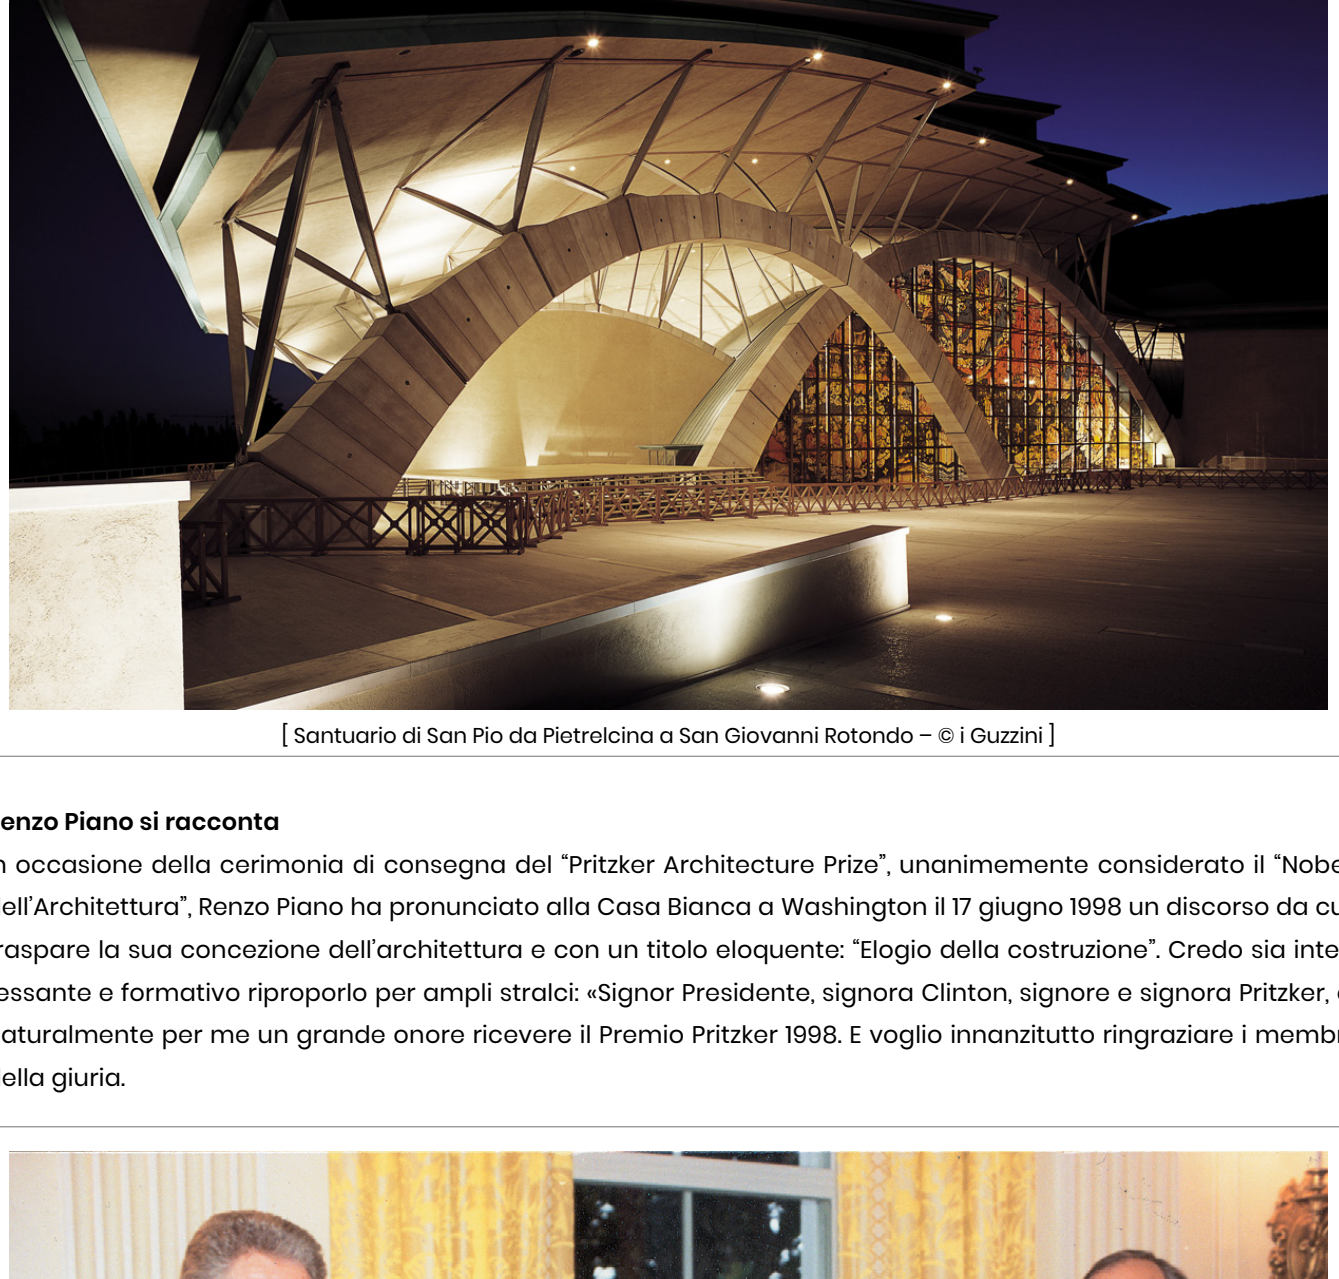 [ Santuario di San Pio da Pietrelcina a San Giovanni Rotondo – © i Guzzini ]
enzo Piano si racconta
n occasione della cerimonia di consegna del “Pritzker Architecture Prize”, unanimemente considerato il “Nobe
dell’Architettura”, Renzo Piano ha pronunciato alla Casa Bianca a Washington il 17 giugno 1998 un discorso da cu
raspare la sua concezione dell’architettura e con un titolo eloquente: “Elogio della costruzione”. Credo sia inte
essante e formativo riproporlo per ampli stralci: «Signor Presidente, signora Clinton, signore e signora Pritzker, è
naturalmente per me un grande onore ricevere il Premio Pritzker 1998. E voglio innanzitutto ringraziare i membr
della giuria.